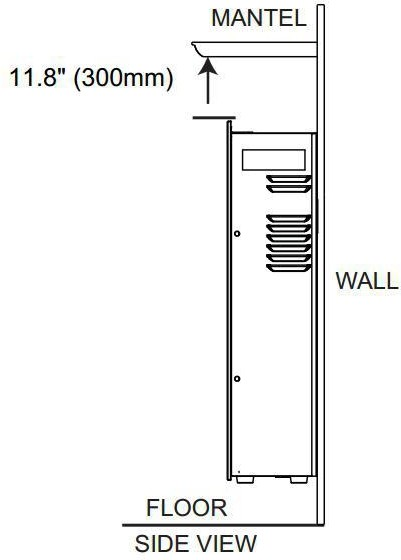 MANTEL
11.8" (300mm)
WALL
FLOOR
SIDE VIEW